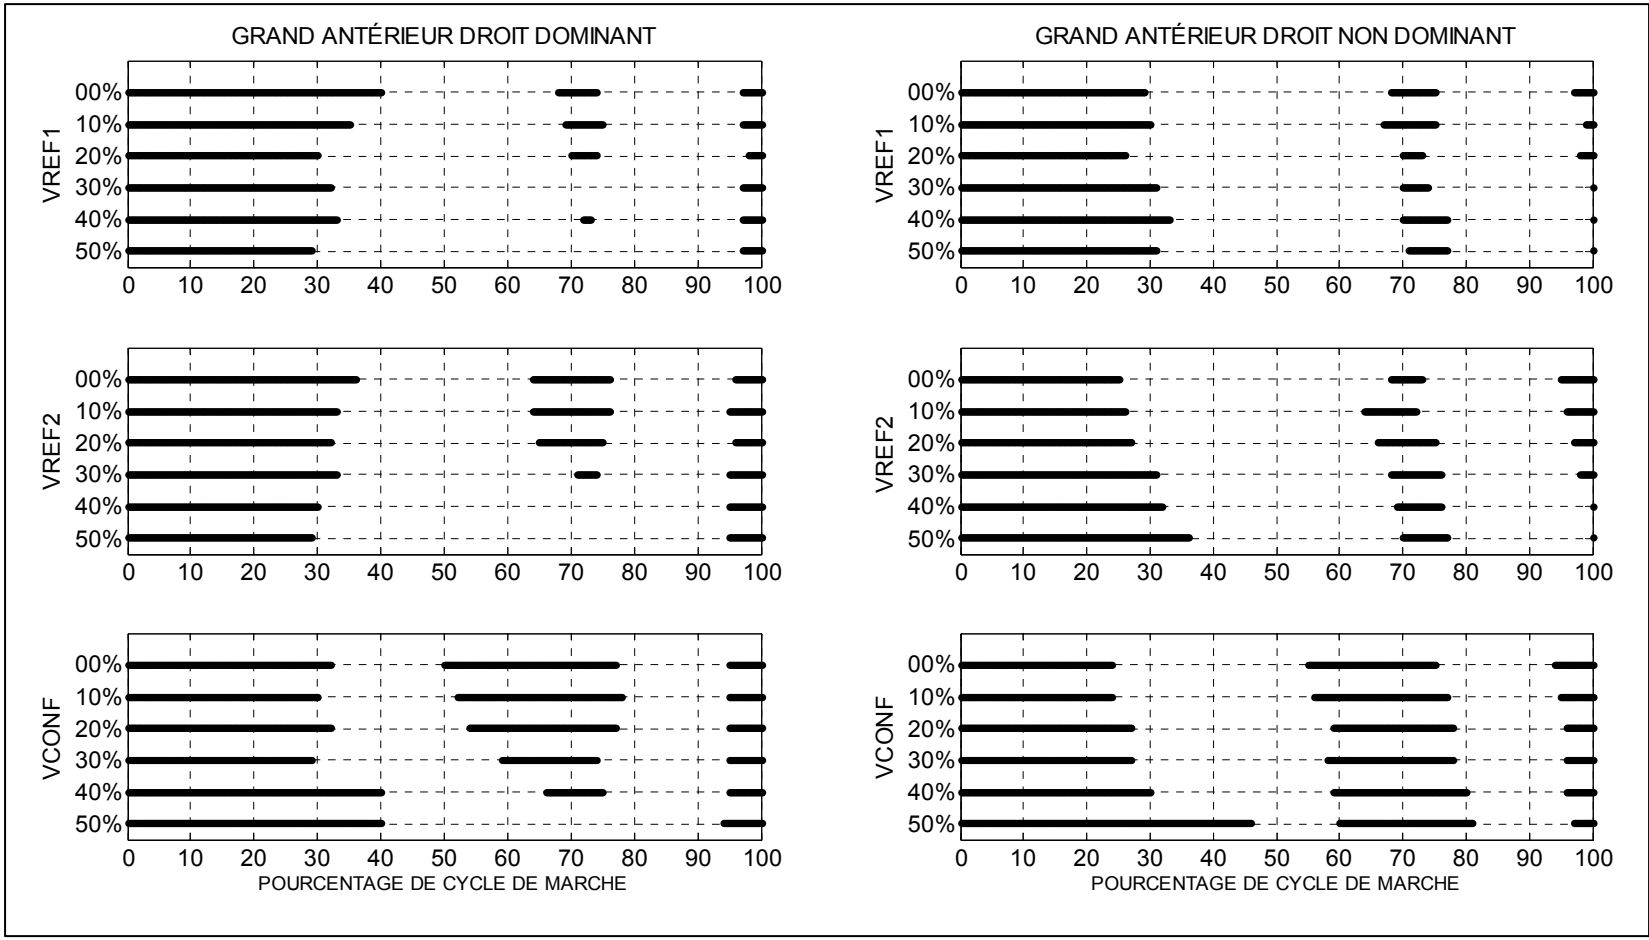 GRAND ANTÉRIEUR DROIT DOMINANT
VREF1
00%
10%
20%
30%
40%
50%
0 10 20 30 40 50 60 70 80 90 100
VREF2
00%
10%
20%
30%
40%
50%
0 10 20 30 40 50 60 70 80 90 100
VCONF
00%
10%
20%
30%
40%
50%
0 10 20 30 40 50 60 70 80 90 100
POURCENTAGE DE CYCLE DE MARCHE
GRAND ANTÉRIEUR DROIT NON DOMINANT
VREF1
00%
10%
20%
30%
40%
50%
0 10 20 30 40 50 60 70 80 90 100
VREF2
00%
10%
20%
30%
40%
50%
0 10 20 30 40 50 60 70 80 90 100
VCONF
00%
10%
20%
30%
40%
50%
0 10 20 30 40 50 60 70 80 90 100
POURCENTAGE DE CYCLE DE MARCHE